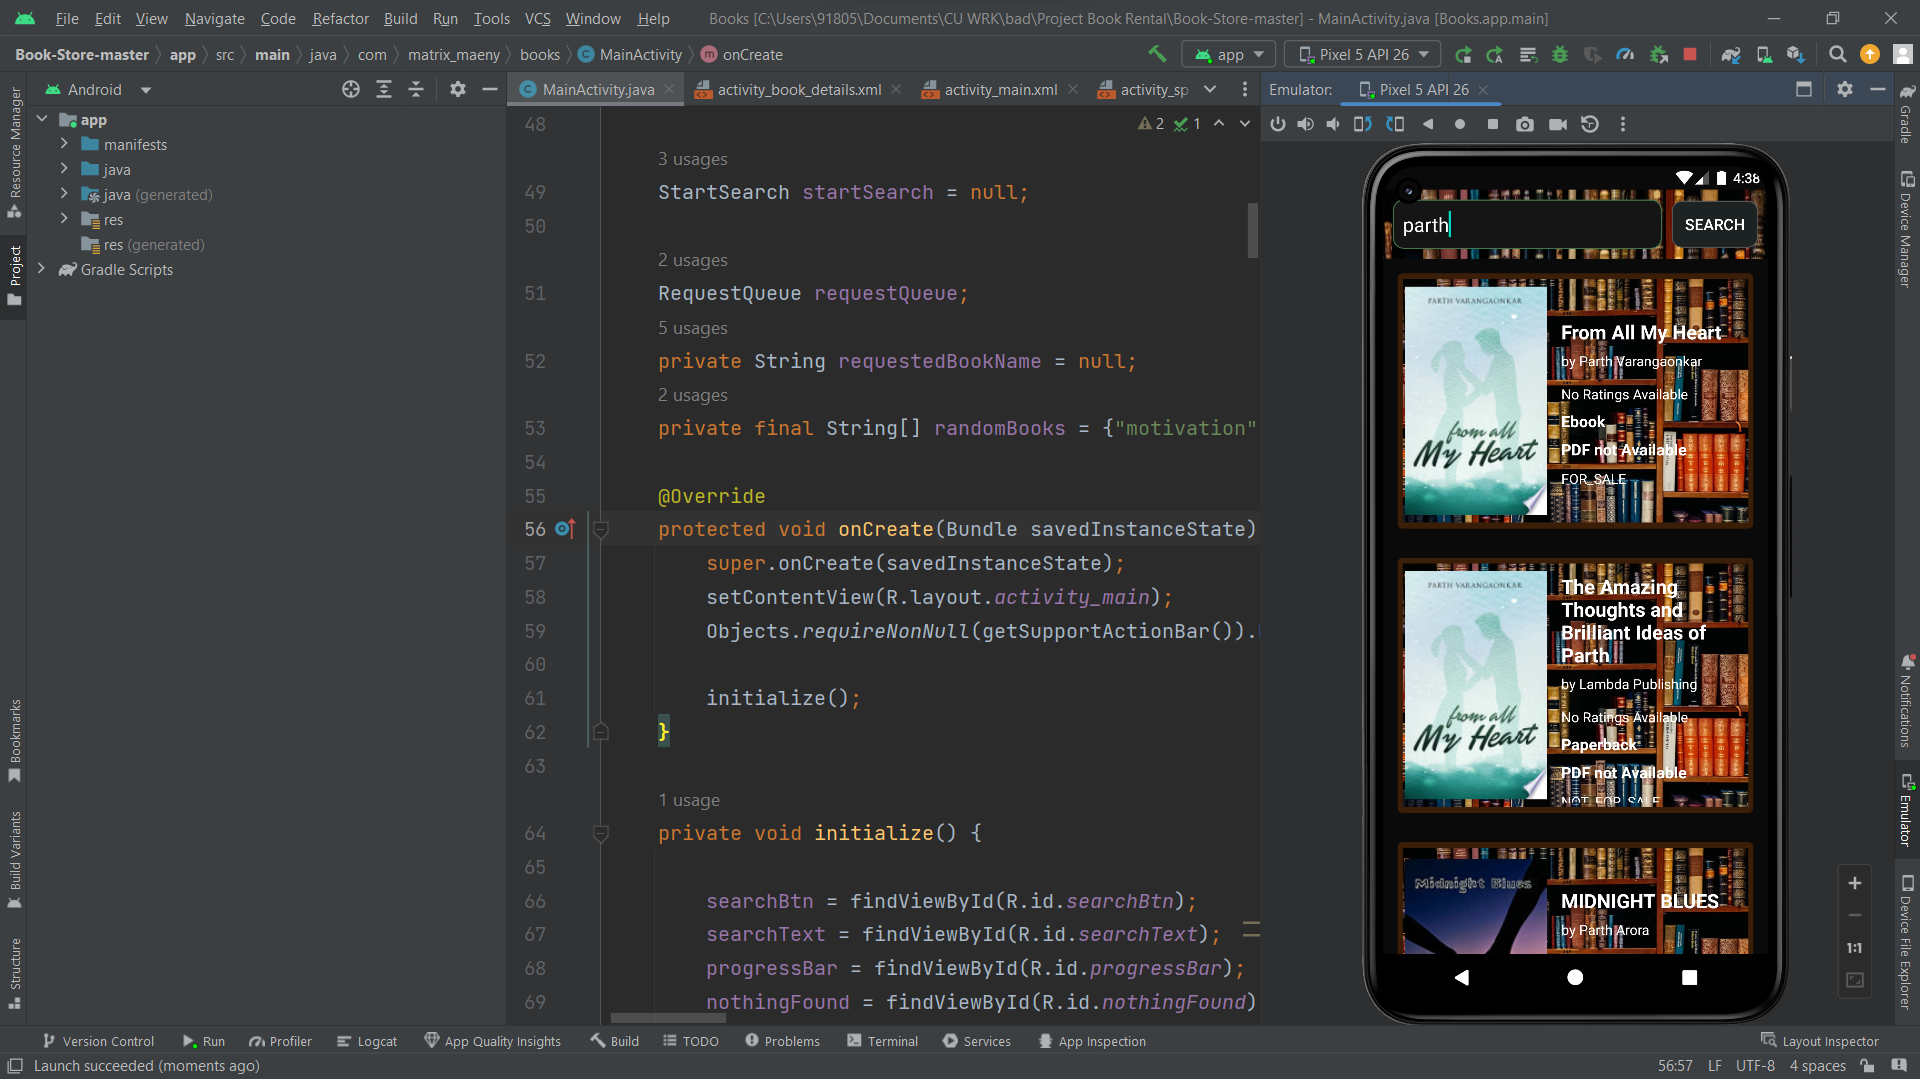 File Edit View Navigate Code Refactor Build Run Tools VCS Window Help Books [C:\Users\91805\Documents\CU WRK\bad\Project Book Rental\Book-Store-master] - MainActivity.java [Books.app.main]
Book-Store-master app src main java com matrix_maeny books MainActivity onCreate app Pixel 5 API 26
Android
MainActivity.java activity_book_details.xml activity_main.xml activity_sp
Emulator: Pixel 5 API 26
Resource Manager
Project
Bookmarks
Build Variants
Structure
app
manifests
java
java (generated)
res
res (generated)
Gradle Scripts
2 1
48
3 usages
49 StartSearch startSearch = null;
50
2 usages
51 RequestQueue requestQueue;
5 usages
52 private String requestedBookName = null;
2 usages
53 private final String[] randomBooks = {"motivation"
54
55 @Override
56 protected void onCreate(Bundle savedInstanceState)
57 super.onCreate(savedInstanceState);
58 setContentView(R.layout.activity_main);
59 Objects.requireNonNull(getSupportActionBar()).
60
61 initialize();
62 }
63
1 usage
64 private void initialize() {
65
66 searchBtn = findViewById(R.id.searchBtn);
67 searchText = findViewById(R.id.searchText);
68 progressBar = findViewById(R.id.progressBar);
69 nothingFound = findViewById(R.id.nothingFound)
4:38
parth
SEARCH
PARTH VARANGAONKAR
from all
My Heart
From All My Heart
by Parth Varangaonkar
No Ratings Available
Ebook
PDF not Available
FOR_SALE
PARTH VARANGAONKAR
from all
My Heart
The Amazing
Thoughts and
Brilliant Ideas of
Parth
by Lambda Publishing
No Ratings Available
Paperback
PDF not Available
NOT_FOR_SALE
Midnight Blues
MIDNIGHT BLUES
by Parth Arora
Gradle
Device Manager
Notifications
Emulator
Device File Explorer
1:1
Version Control Run Profiler Logcat App Quality Insights Build TODO Problems Terminal Services App Inspection Layout Inspector
Launch succeeded (moments ago) 56:57 LF UTF-8 4 spaces